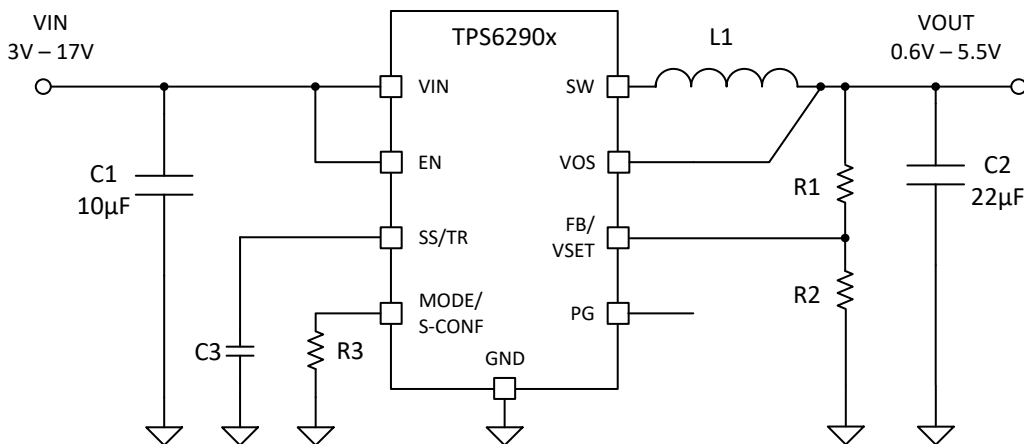 VIN
3V – 17V
TPS6290x
L1
VOUT
0.6V – 5.5V
VIN
SW
EN
VOS
C1
10µF
R1
C2
22µF
SS/TR
FB/
VSET
MODE/
S-CONF
PG
R2
C3
R3
GND